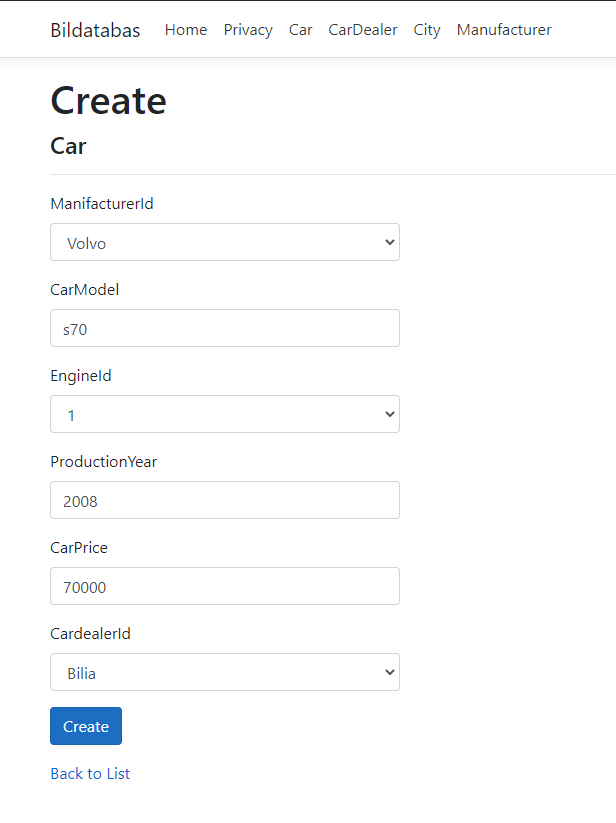 Bildatabas Home Privacy Car CarDealer City Manufacturer
Create
Car
ManifacturerId
Volvo
CarModel
s70
EngineId
1
ProductionYear
2008
CarPrice
70000
CardealerId
Bilia
Create
Back to List